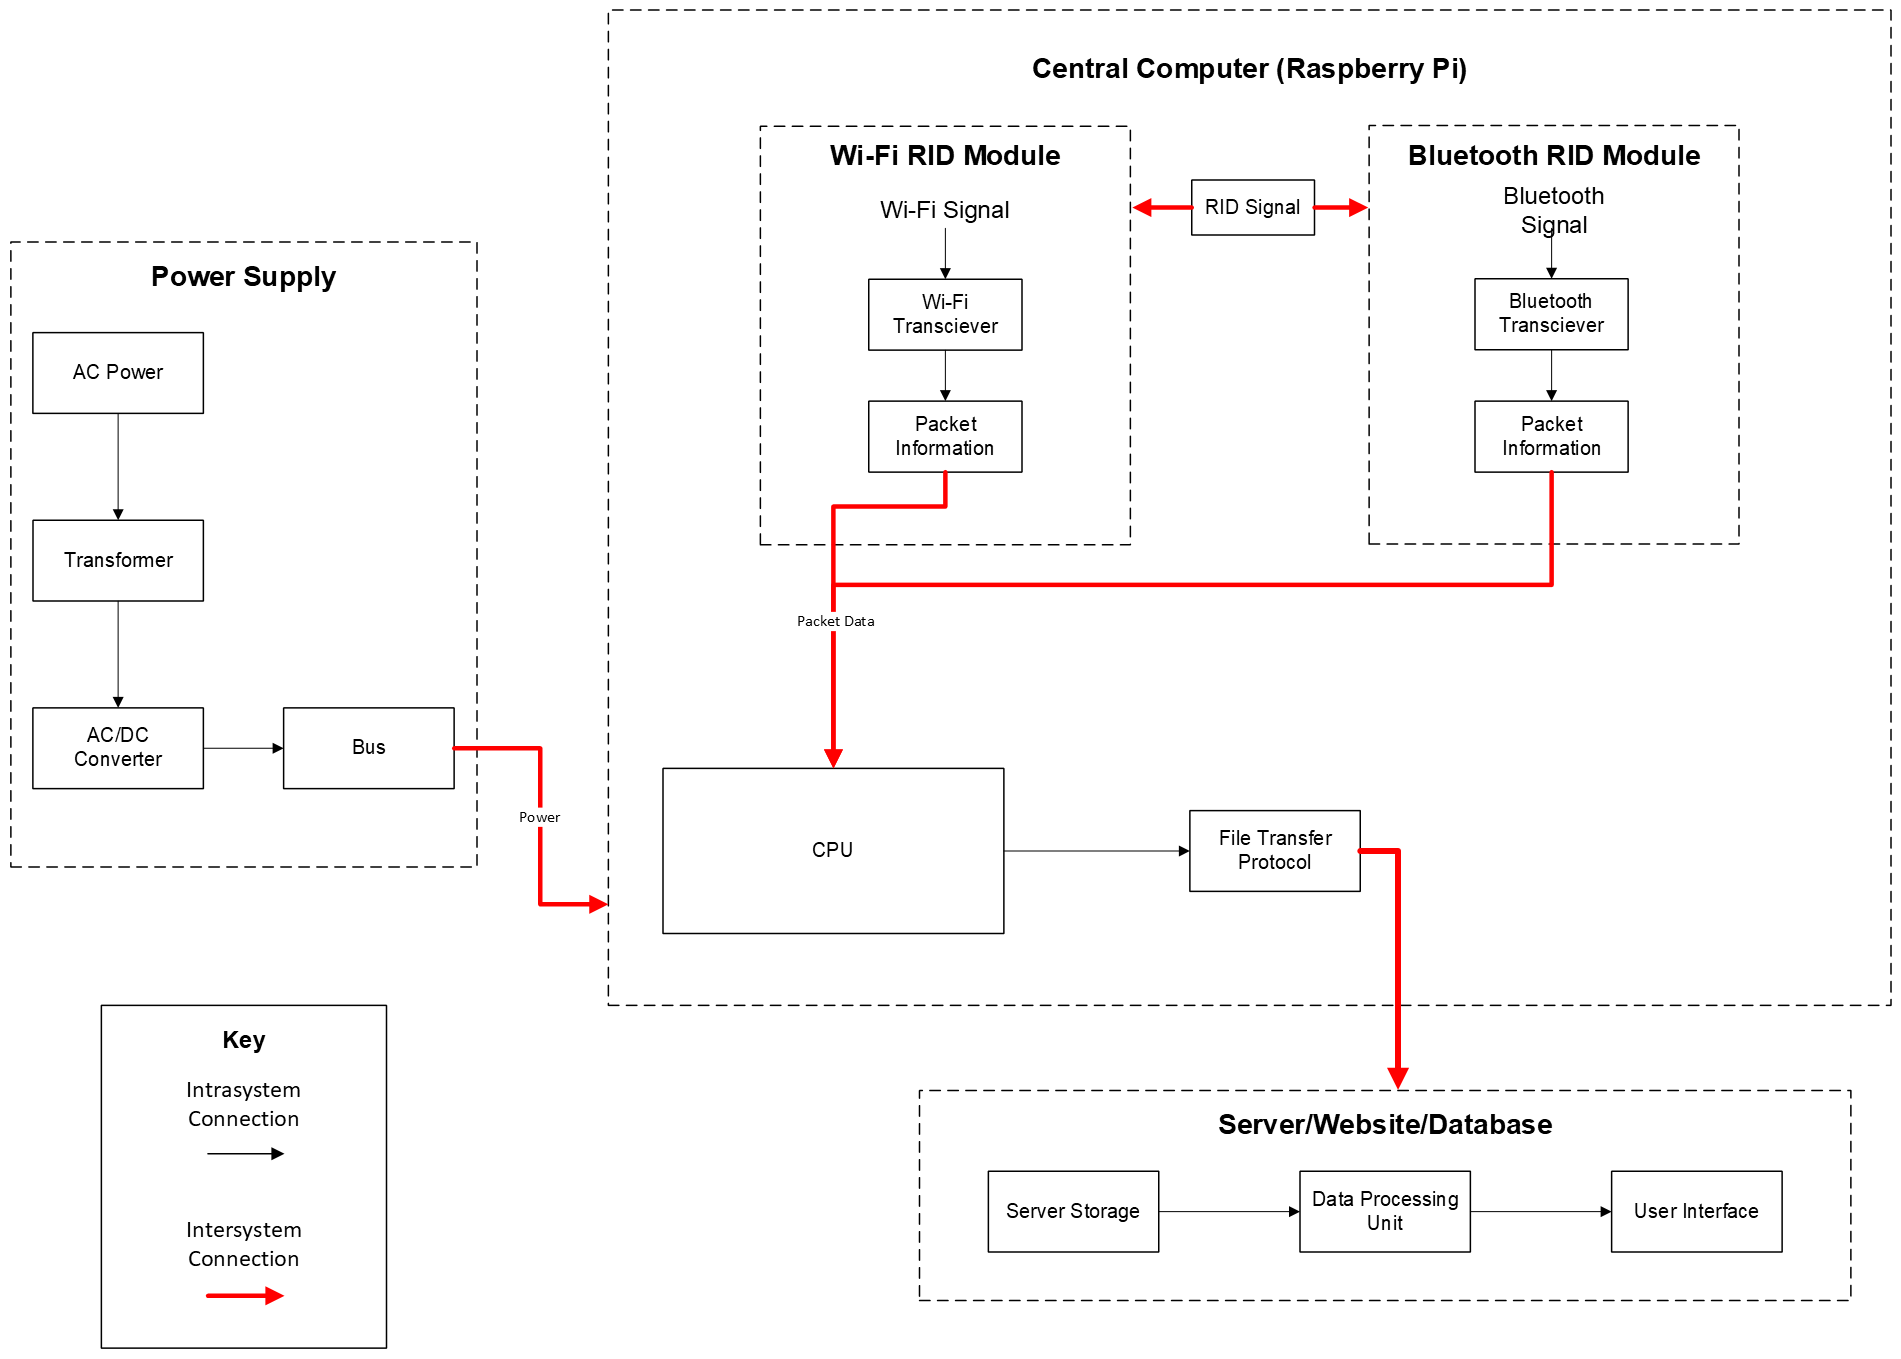 Central Computer (Raspberry Pi)
Wi-Fi RID Module
Wi-Fi Signal
Wi-Fi
Transciever
Packet
Information
RID Signal
Bluetooth RID Module
Bluetooth
Signal
Bluetooth
Transciever
Packet
Information
Power Supply
AC Power
Transformer
AC/DC
Converter
Bus
Power
Packet Data
CPU
File Transfer
Protocol
Key
Intrasystem
Connection
Intersystem
Connection
Server/Website/Database
Server Storage
Data Processing
Unit
User Interface